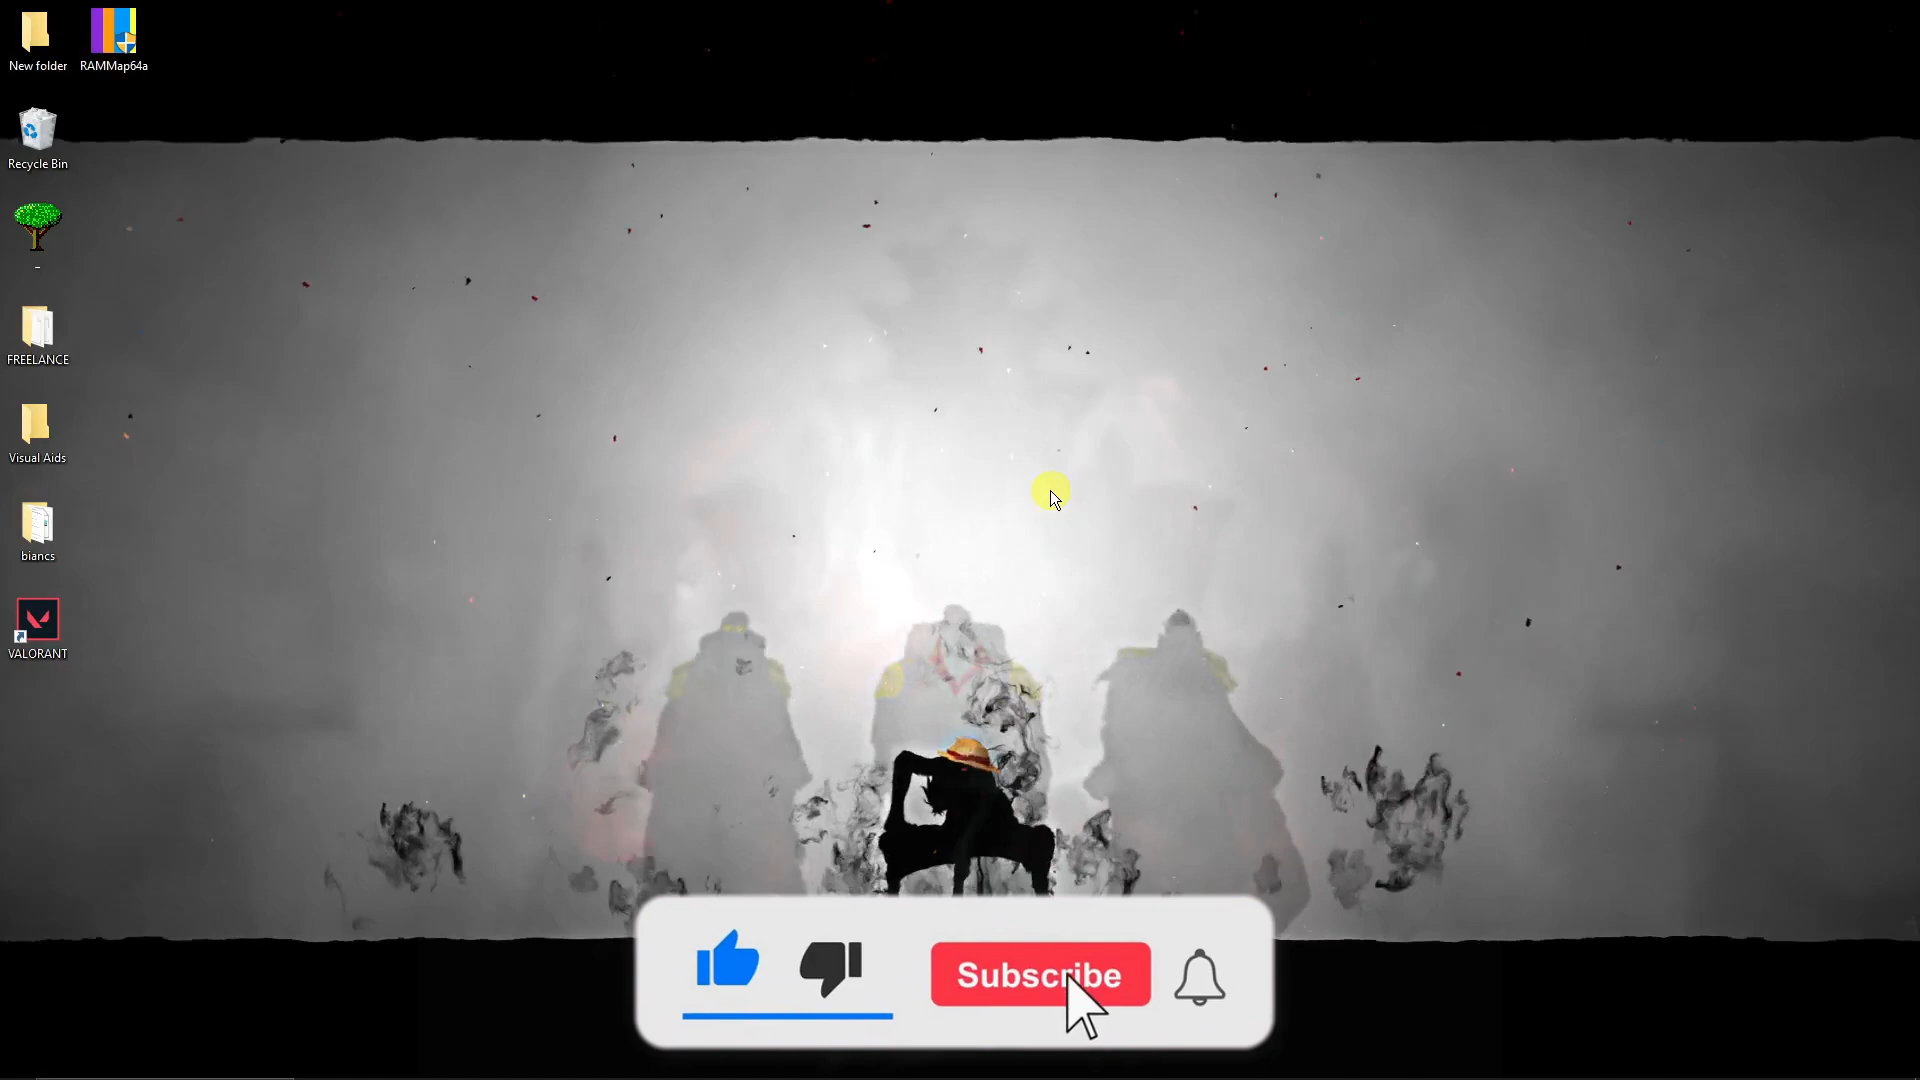 New folder
RAMMap64a
Recycle Bin
_
FREELANCE
Visual Aids
biancs
VALORANT
Subscribe